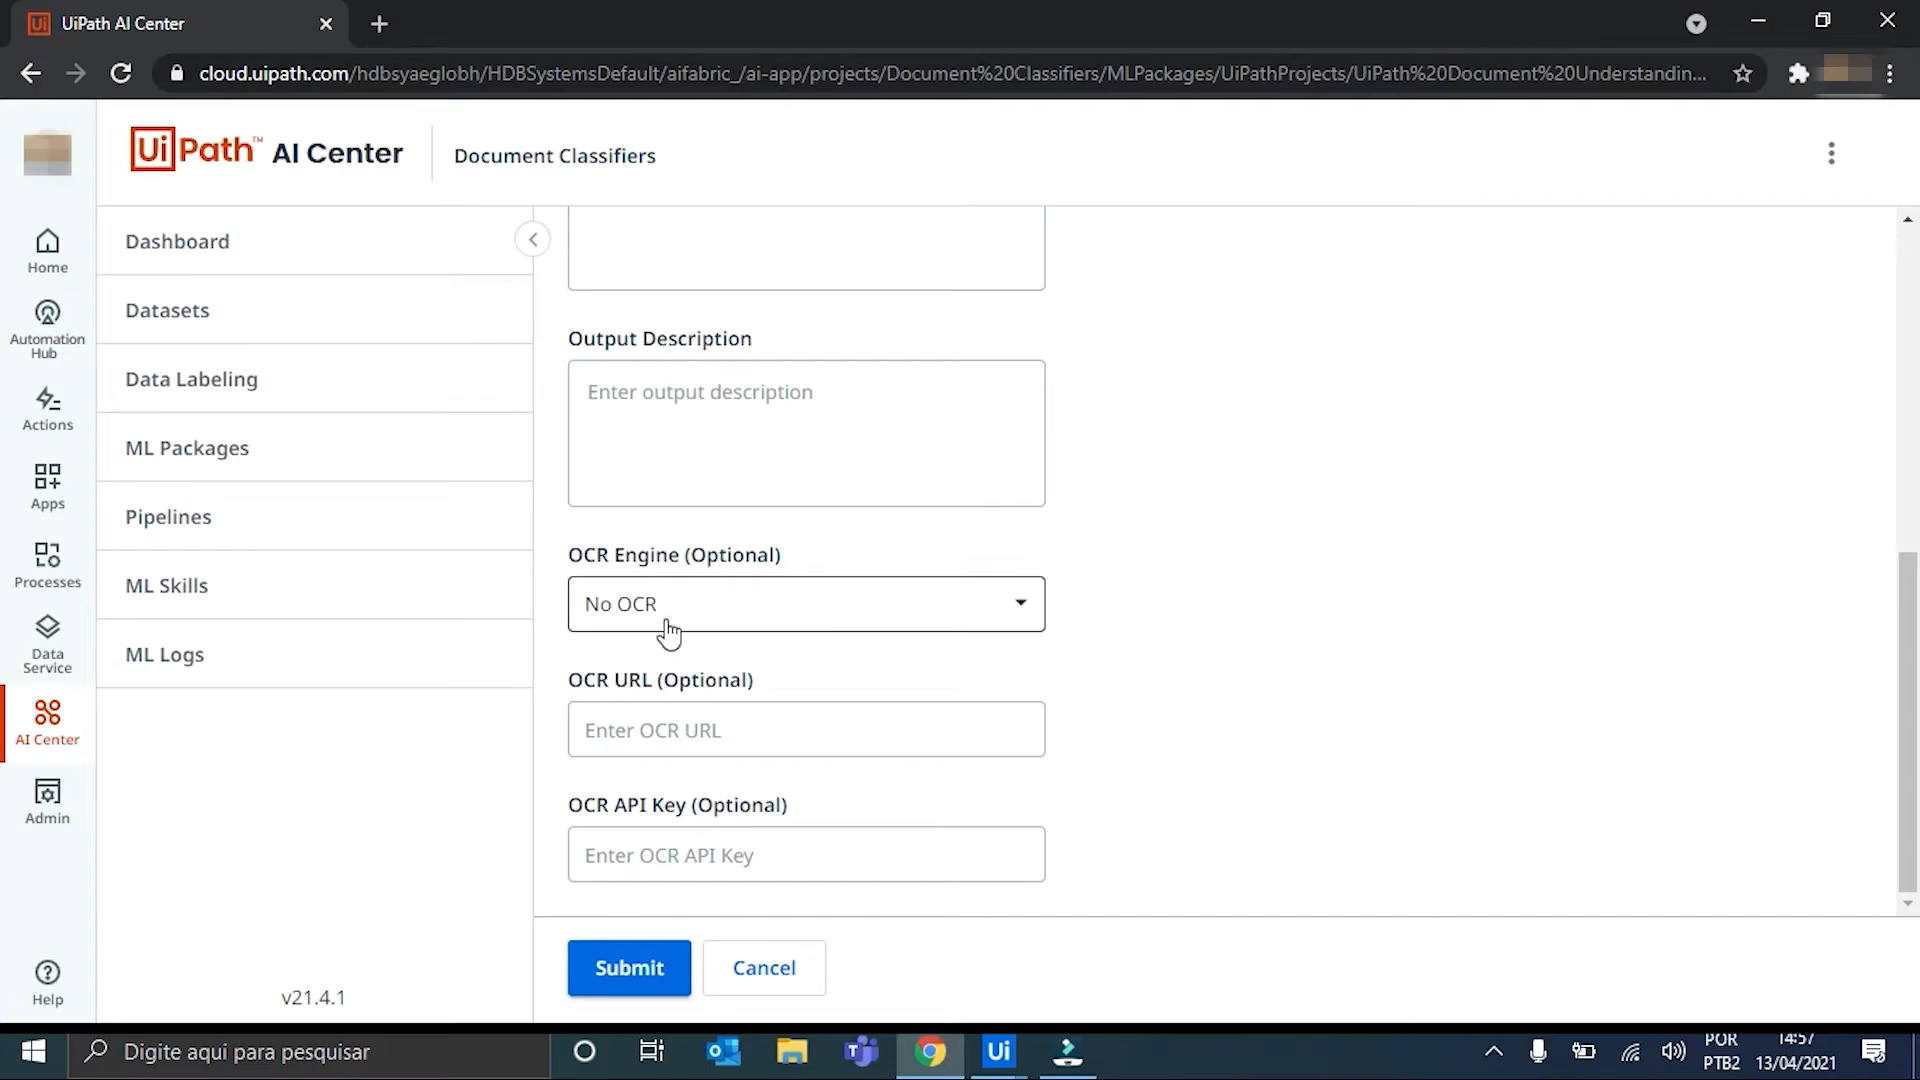 UiPath AI Center
cloud.uipath.com/hdbsyaeglobh/HDBSystemsDefault/aifabric_/ai-app/projects/Document%20Classifiers/MLPackages/UiPathProjects/UiPath%20Document%20Understandin...
UiPath™ AI Center
Document Classifiers
Home
Automation
Hub
Actions
Apps
Processes
Data
Service
AI Center
Admin
Help
Dashboard
Datasets
Data Labeling
ML Packages
Pipelines
ML Skills
ML Logs
v21.4.1
Output Description
Enter output description
OCR Engine (Optional)
No OCR
OCR URL (Optional)
Enter OCR URL
OCR API Key (Optional)
Enter OCR API Key
Submit
Cancel
Digite aqui para pesquisar
Ui
POR
PTB2
14:57
13/04/2021